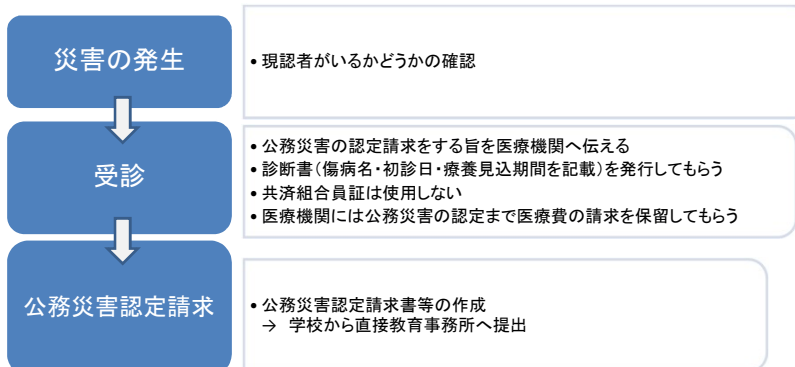 災害の発生
•現認者がいるかどうかの確認
受診
•公務災害の認定請求をする旨を医療機関へ伝える
•診断書(傷病名・初診日・療養見込期間を記載)を発行してもらう
•共済組合員証は使用しない
•医療機関には公務災害の認定まで医療費の請求を保留してもらう
公務災害認定請求
•公務災害認定請求書等の作成
→ 学校から直接教育事務所へ提出